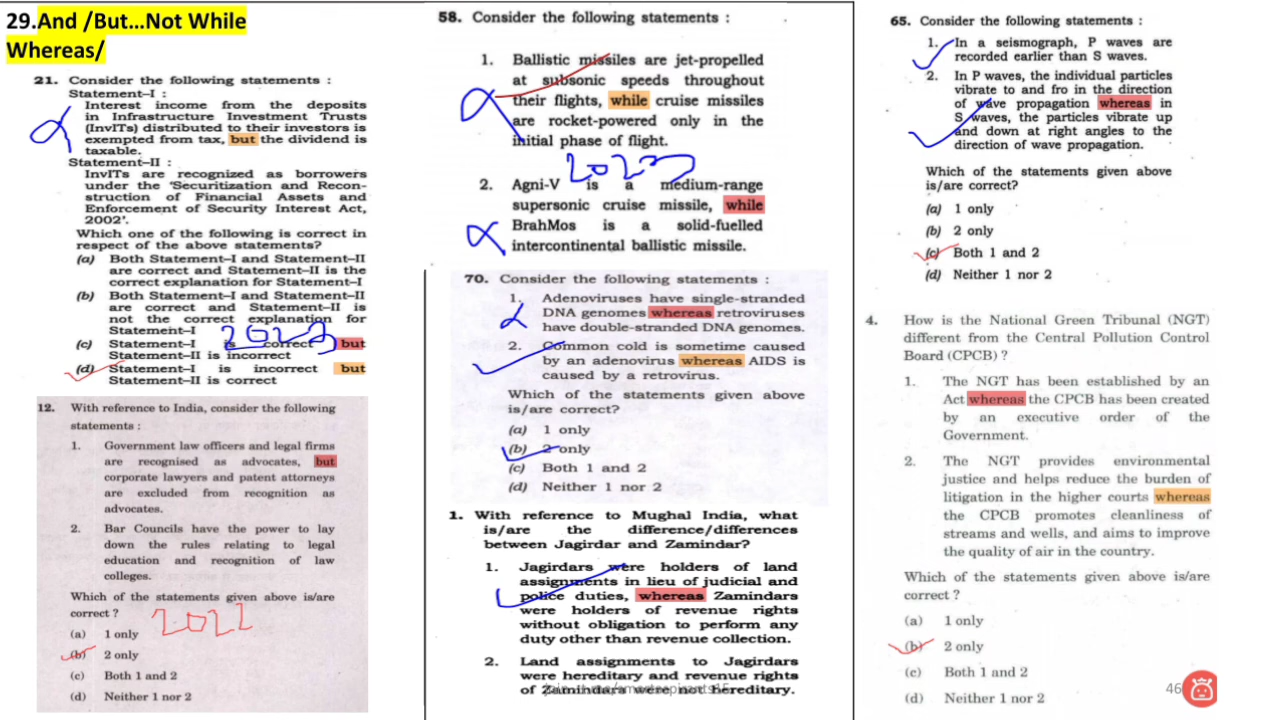 29.And /But...Not While
Whereas/
21. Consider the following statements :
Statement–I :
Interest income from the deposits
in Infrastructure Investment Trusts
(InvITs) distributed to their investors is
exempted from tax, but the dividend is
taxable.
Statement–II :
InvITs are recognized as borrowers
under the 'Securitization and Recon-
struction of Financial Assets and
Enforcement of Security Interest Act,
2002'.
Which one of the following is correct in
respect of the above statements?
(a) Both Statement–I and Statement–II
are correct and Statement–II is the
correct explanation for Statement–I
(b) Both Statement–I and Statement–II
are correct and Statement–II is
not the correct explanation for
Statement–I
2023
(c) Statement–I is correct but
Statement–II is incorrect
(d) Statement–I is incorrect but
Statement–II is correct
12. With reference to India, consider the following
statements :
1. Government law officers and legal firms
are recognised as advocates, but
corporate lawyers and patent attorneys
are excluded from recognition as
advocates.
2. Bar Councils have the power to lay
down the rules relating to legal
education and recognition of law
colleges.
Which of the statements given above is/are
correct ?
2022
(a) 1 only
(b) 2 only
(c) Both 1 and 2
(d) Neither 1 nor 2
58. Consider the following statements :
1. Ballistic missiles are jet-propelled
at subsonic speeds throughout
their flights, while cruise missiles
are rocket-powered only in the
initial phase of flight.
2023
2. Agni-V is a medium-range
supersonic cruise missile, while
BrahMos is a solid-fuelled
intercontinental ballistic missile.
70. Consider the following statements :
1. Adenoviruses have single-stranded
DNA genomes whereas retroviruses
have double-stranded DNA genomes.
2. Common cold is sometime caused
by an adenovirus whereas AIDS is
caused by a retrovirus.
Which of the statements given above
is/are correct?
(a) 1 only
(b) 2 only
(c) Both 1 and 2
(d) Neither 1 nor 2
1. With reference to Mughal India, what
is/are the difference/differences
between Jagirdar and Zamindar?
1. Jagirdars were holders of land
assignments in lieu of judicial and
police duties, whereas Zamindars
were holders of revenue rights
without obligation to perform any
duty other than revenue collection.
2. Land assignments to Jagirdars
were hereditary and revenue rights
of Zamindars were not hereditary.
65. Consider the following statements :
1. In a seismograph, P waves are
recorded earlier than S waves.
2. In P waves, the individual particles
vibrate to and fro in the direction
of wave propagation whereas in
S waves, the particles vibrate up
and down at right angles to the
direction of wave propagation.
Which of the statements given above
is/are correct?
(a) 1 only
(b) 2 only
(c) Both 1 and 2
(d) Neither 1 nor 2
4. How is the National Green Tribunal (NGT)
different from the Central Pollution Control
Board (CPCB) ?
1. The NGT has been established by an
Act whereas the CPCB has been created
by an executive order of the
Government.
2. The NGT provides environmental
justice and helps reduce the burden of
litigation in the higher courts whereas
the CPCB promotes cleanliness of
streams and wells, and aims to improve
the quality of air in the country.
Which of the statements given above is/are
correct ?
(a) 1 only
(b) 2 only
(c) Both 1 and 2
(d) Neither 1 nor 2
46